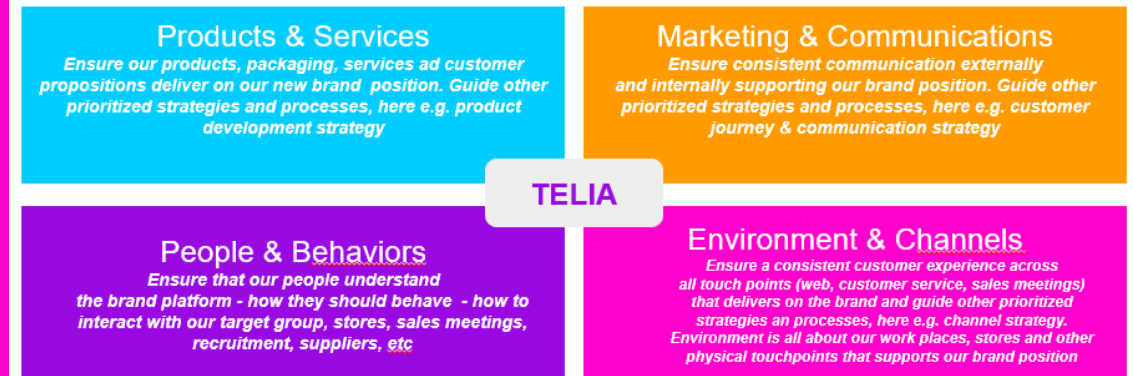 Products & Services
Ensure our products, packaging, services ad customer
propositions deliver on our new brand  position. Guide other
prioritized strategies and processes, here e.g. product
development strategy
Marketing & Communications
Ensure consistent communication externally
and internally supporting our brand position. Guide other
prioritized strategies and processes, here e.g. customer
journey & communication strategy
TELIA
People & Behaviors
Ensure that our people understand
the brand platform - how they should behave  - how to
interact with our target group, stores, sales meetings,
recruitment, suppliers, etc
Environment & Channels
Ensure a consistent customer experience across
all touch points (web, customer service, sales meetings)
that delivers on the brand and guide other prioritized
strategies an processes, here e.g. channel strategy.
Environment is all about our work places, stores and other
physical touchpoints that supports our brand position